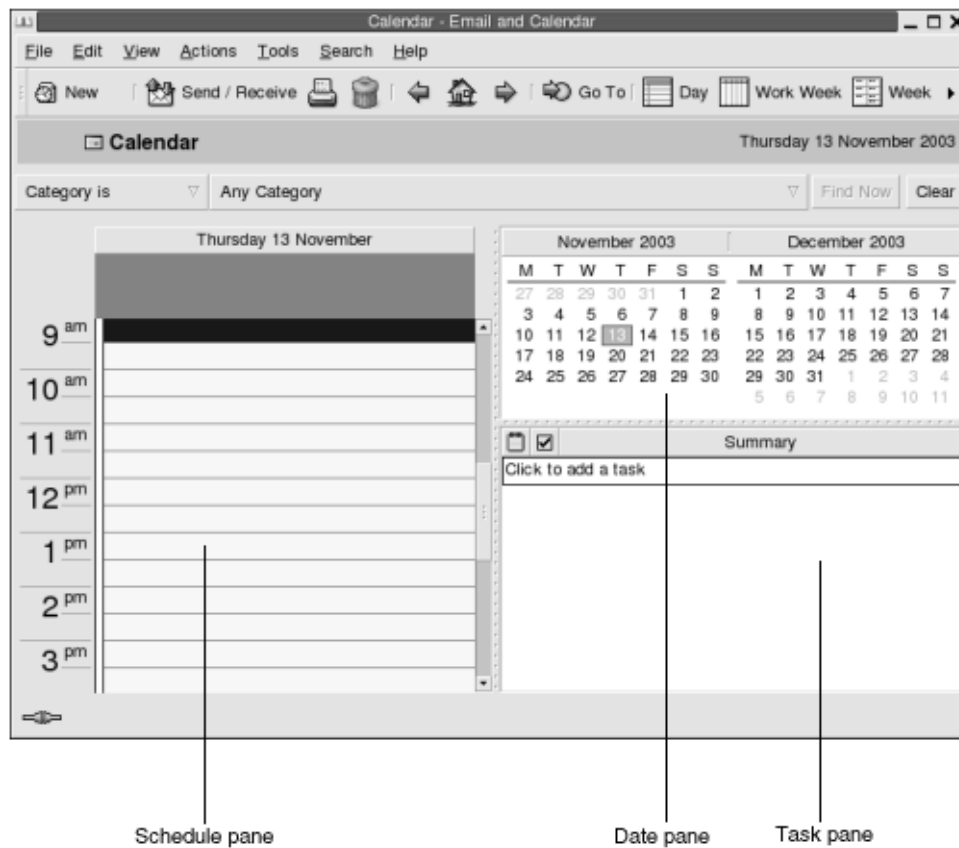 Calendar - Email and Calendar
File Edit View Actions Tools Search Help
New Send / Receive Go To Day Work Week Week
Calendar Thursday 13 November 2003
Category is Any Category Find Now Clear
Thursday 13 November
9 am
10 am
11 am
12 pm
1 pm
2 pm
3 pm
November 2003
M T W T F S S
27 28 29 30 31 1 2
3 4 5 6 7 8 9
10 11 12 13 14 15 16
17 18 19 20 21 22 23
24 25 26 27 28 29 30
December 2003
M T W T F S S
1 2 3 4 5 6 7
8 9 10 11 12 13 14
15 16 17 18 19 20 21
22 23 24 25 26 27 28
29 30 31 1 2 3 4
5 6 7 8 9 10 11
Summary
Click to add a task
Schedule pane Date pane Task pane